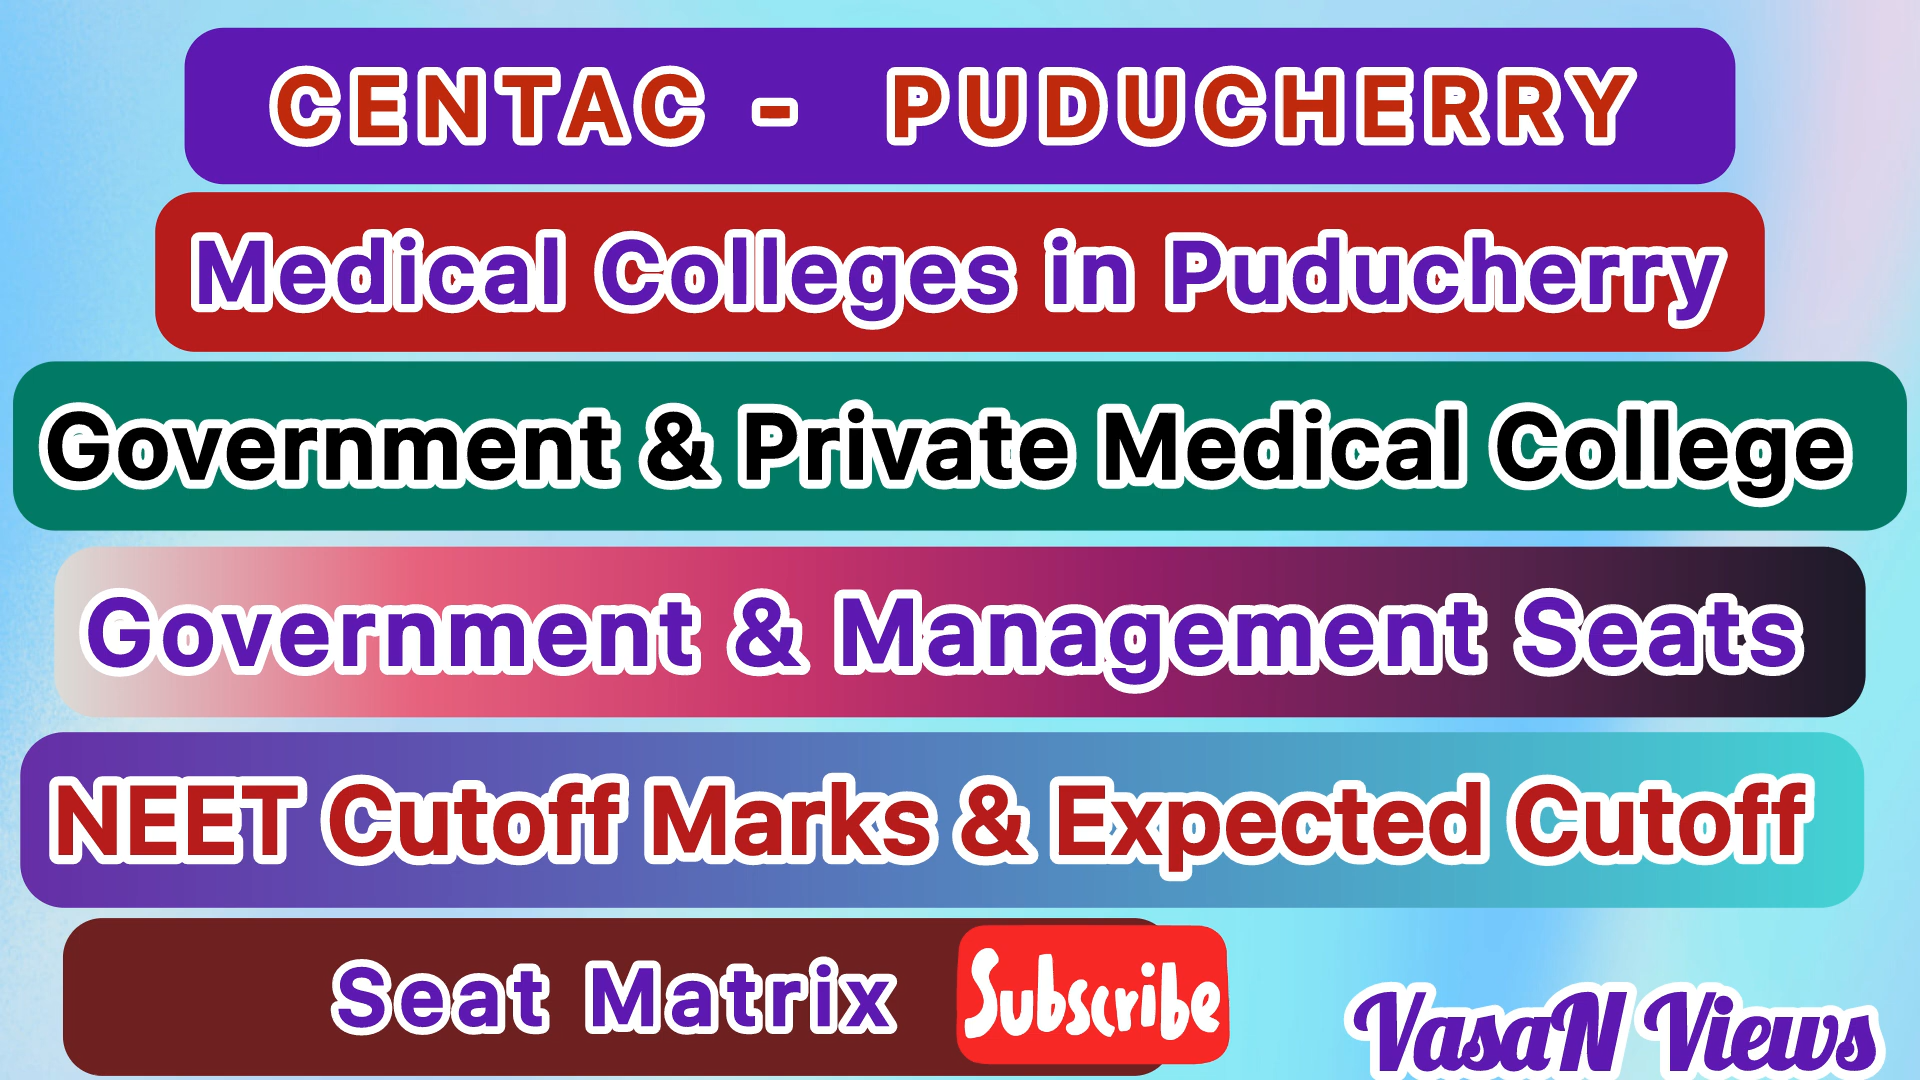 CENTAC - PUDUCHERRY
Medical Colleges in Puducherry
Government & Private Medical College
Government & Management Seats
NEET Cutoff Marks & Expected Cutoff
Seat Matrix
Subscribe
VasaN Views